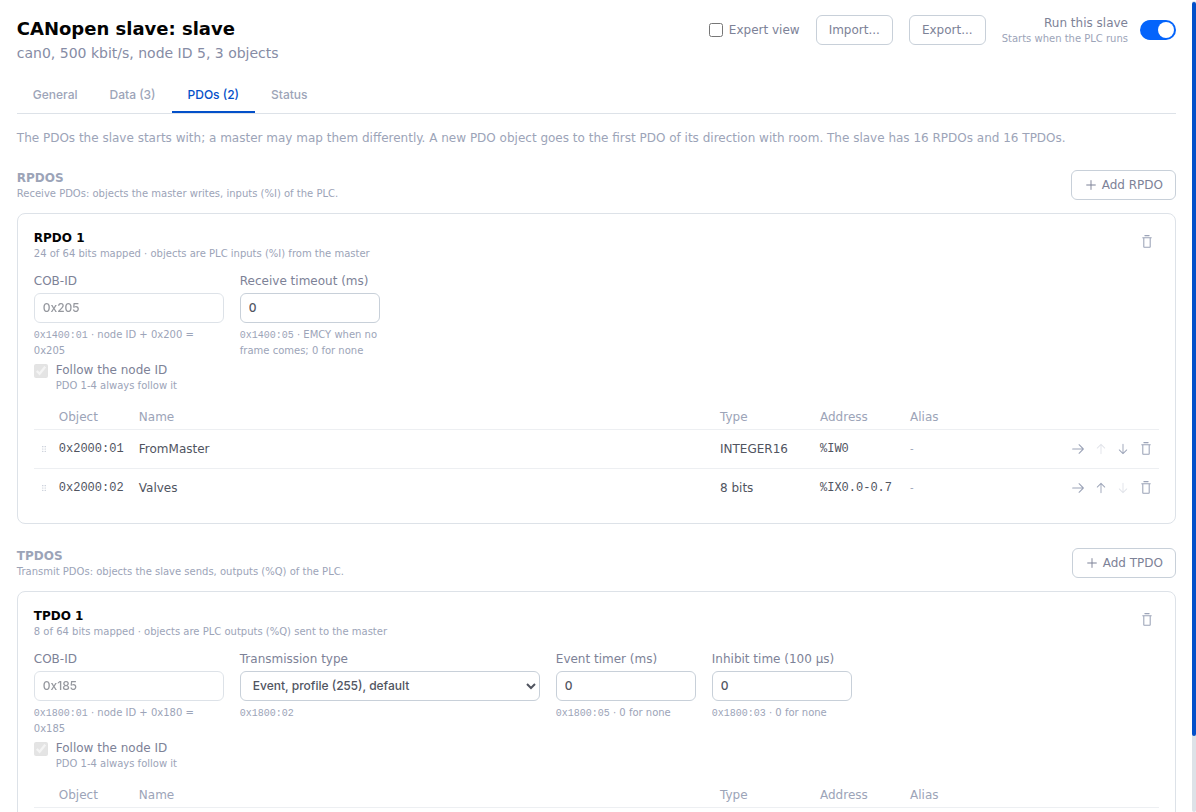 CANopen slave: slave
can0, 500 kbit/s, node ID 5, 3 objects
Expert view
Import...
Export...
Run this slave
Starts when the PLC runs
General
Data (3)
PDOs (2)
Status
The PDOs the slave starts with; a master may map them differently. A new PDO object goes to the first PDO of its direction with room. The slave has 16 RPDOs and 16 TPDOs.
RPDOS
Receive PDOs: objects the master writes, inputs (%I) of the PLC.
Add RPDO
RPDO 1
24 of 64 bits mapped · objects are PLC inputs (%I) from the master
COB-ID Receive timeout (ms)
0x205 0
0x1400:01 · node ID + 0x200 = 0x1400:05 · EMCY when no
0x205 frame comes; 0 for none
Follow the node ID
PDO 1-4 always follow it
Object Name Type Address Alias
0x2000:01 FromMaster INTEGER16 %IW0 -
0x2000:02 Valves 8 bits %IX0.0-0.7 -
TPDOS
Transmit PDOs: objects the slave sends, outputs (%Q) of the PLC.
Add TPDO
TPDO 1
8 of 64 bits mapped · objects are PLC outputs (%Q) sent to the master
COB-ID Transmission type Event timer (ms) Inhibit time (100 µs)
0x185 Event, profile (255), default 0 0
0x1800:01 · node ID + 0x180 = 0x1800:02 0x1800:05 · 0 for none 0x1800:03 · 0 for none
0x185
Follow the node ID
PDO 1-4 always follow it
Object Name Type Address Alias